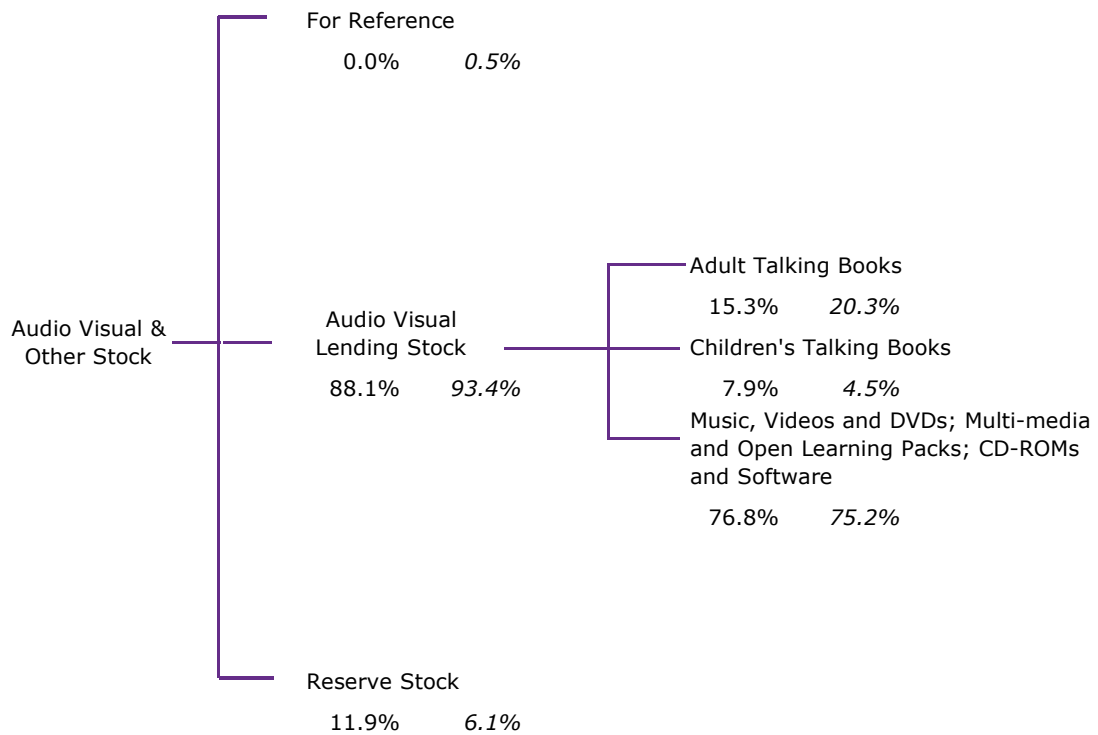 For Reference
0.0% 0.5%
Audio Visual &
Other Stock
Audio Visual
Lending Stock
88.1% 93.4%
Adult Talking Books
15.3% 20.3%
Children's Talking Books
7.9% 4.5%
Music, Videos and DVDs; Multi-media
and Open Learning Packs; CD-ROMs
and Software
76.8% 75.2%
Reserve Stock
11.9% 6.1%